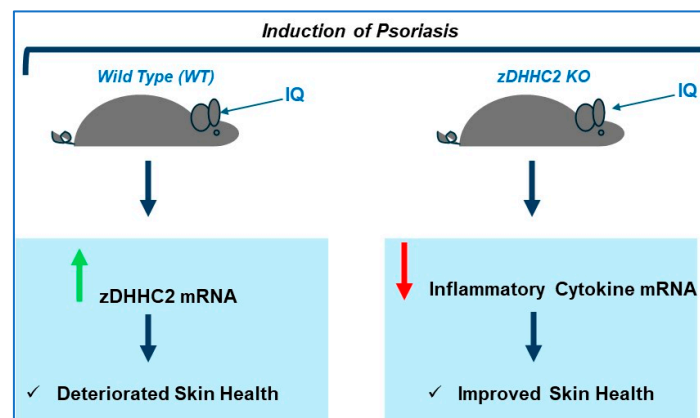 Induction of Psoriasis
Wild Type (WT)
zDHHC2 KO
IQ
IQ
zDHHC2 mRNA
Inflammatory Cytokine mRNA
✓ Deteriorated Skin Health
✓ Improved Skin Health